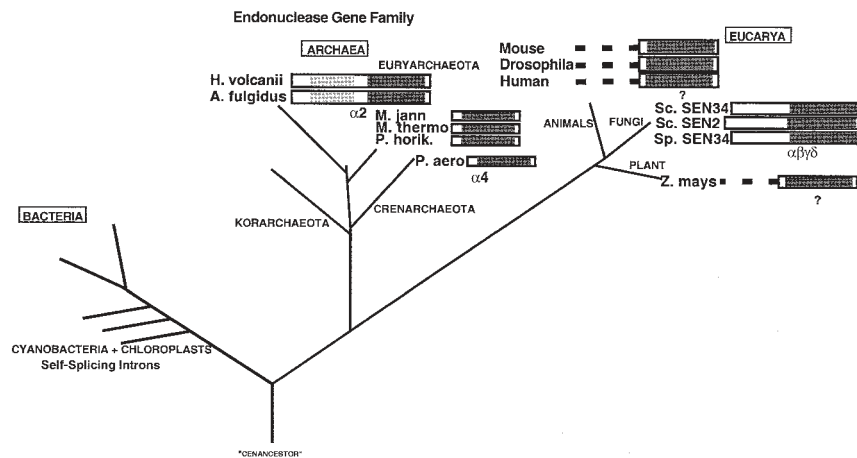 Endonuclease Gene Family
ARCHAEA
EURYARCHAEOTA
H. volcanii
A. fulgidus
α2
M. jann
M. thermo
P. horik.
P. aero
α4
KORARCHAEOTA
CRENARCHAEOTA
EUCARYA
Mouse
Drosophila
Human
?
ANIMALS
FUNGI
Sc. SEN34
Sc. SEN2
Sp. SEN34
αβγδ
PLANT
Z. mays
?
BACTERIA
CYANOBACTERIA + CHLOROPLASTS
Self-Splicing Introns
"CENANCESTOR"